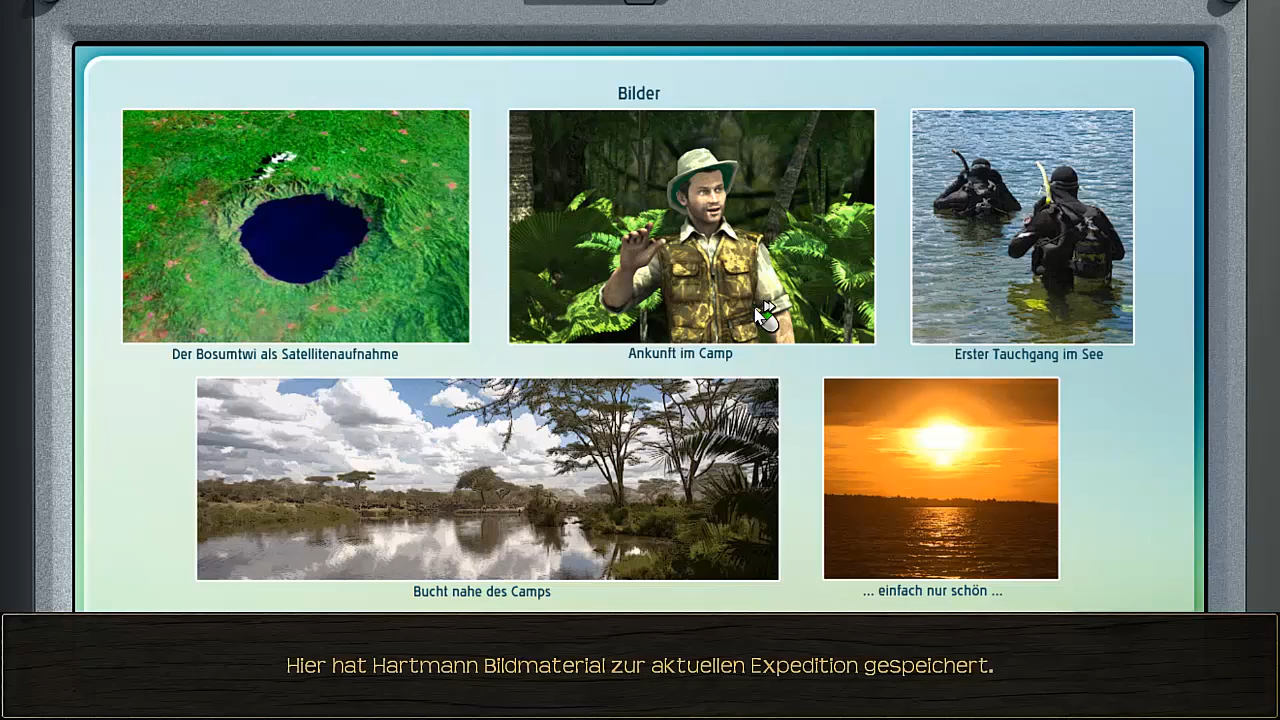 Bilder
Der Bosumtwi als Satellitenaufnahme
Ankunft im Camp
Erster Tauchgang im See
Bucht nahe des Camps
... einfach nur schön ...
Hier hat Hartmann Bildmaterial zur aktuellen Expedition gespeichert.